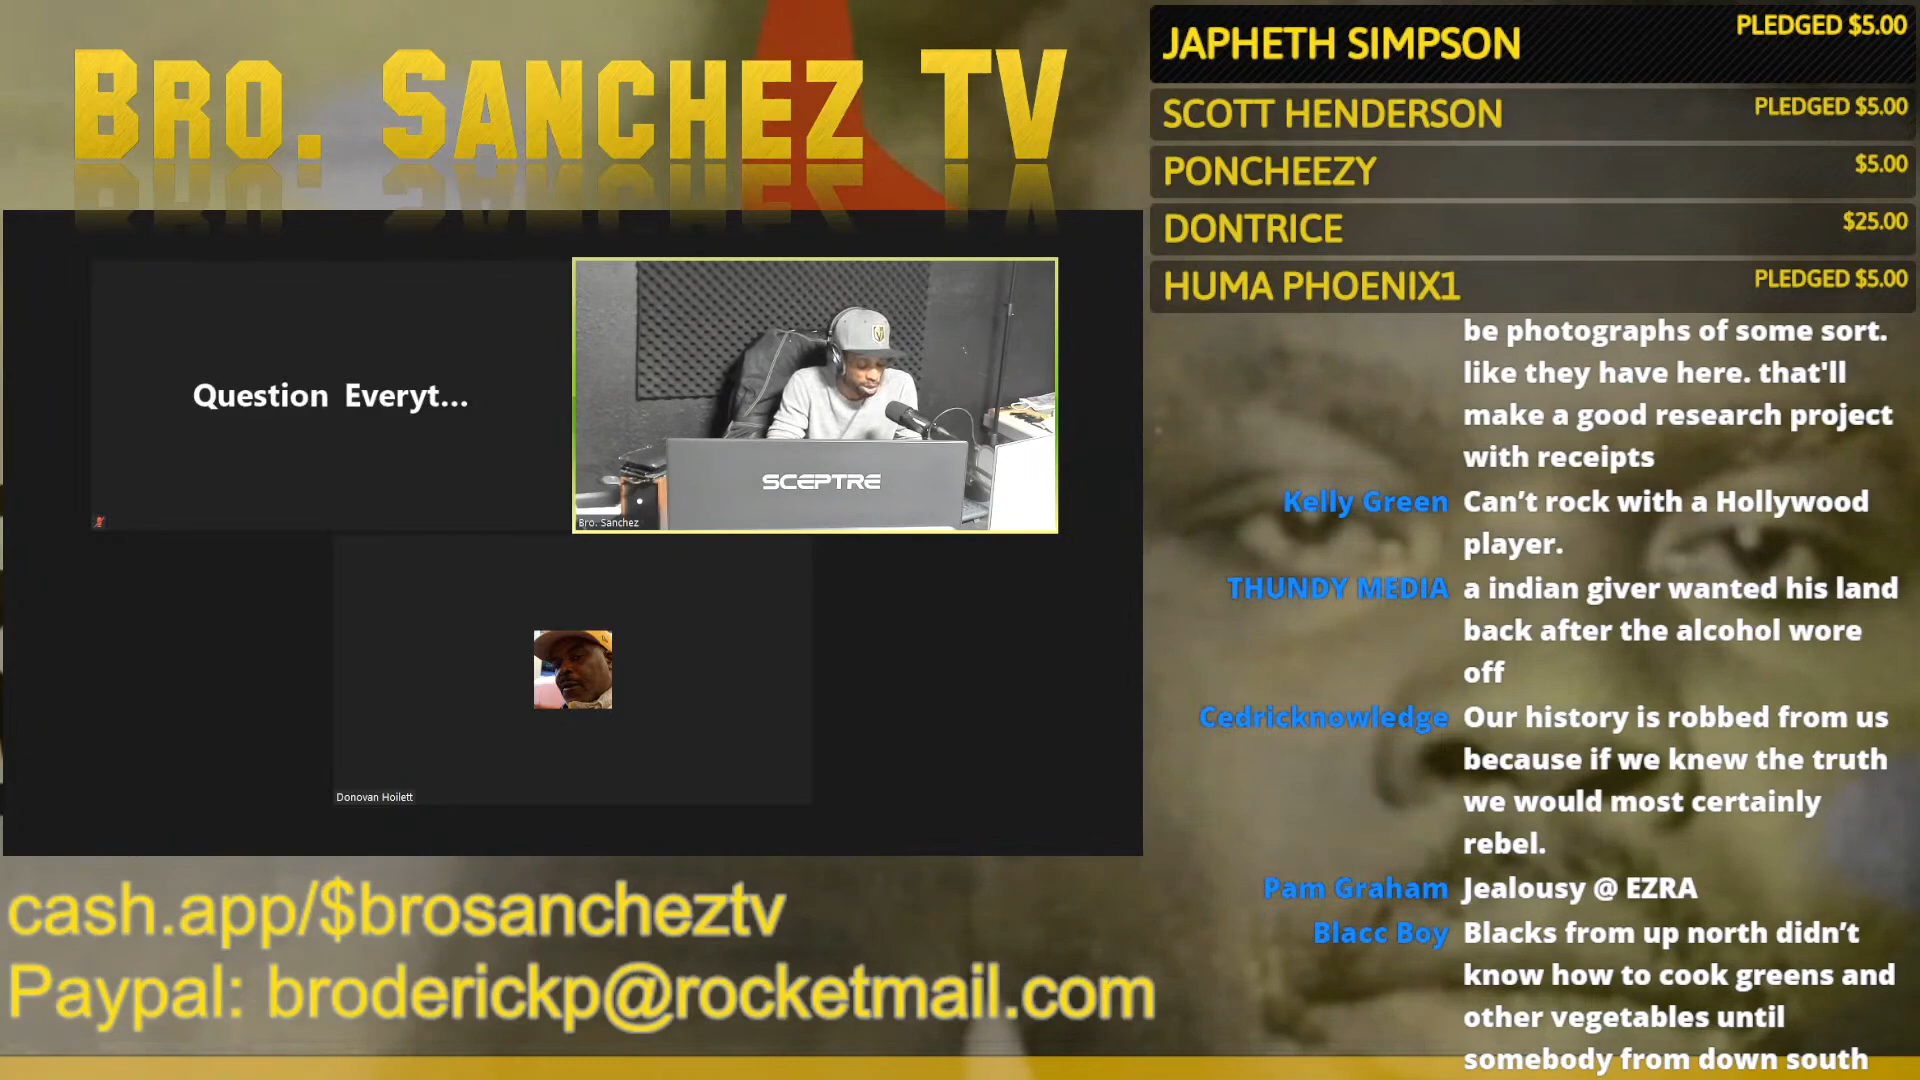 BRO. SANCHEZ TV
Question Everyt...
SCEPTRE
Bro. Sanchez
Donovan Hoilett
cash.app/$brosancheztv
Paypal: broderickp@rocketmail.com
JAPHETH SIMPSON PLEDGED $5.00
SCOTT HENDERSON PLEDGED $5.00
PONCHEEZY $5.00
DONTRICE $25.00
HUMA PHOENIX1 PLEDGED $5.00
be photographs of some sort.
like they have here. that'll
make a good research project
with receipts
Kelly Green Can’t rock with a Hollywood
player.
THUNDY MEDIA a indian giver wanted his land
back after the alcohol wore
off
Cedricknowledge Our history is robbed from us
because if we knew the truth
we would most certainly
rebel.
Pam Graham Jealousy @ EZRA
Blacc Boy Blacks from up north didn’t
know how to cook greens and
other vegetables until
somebody from down south